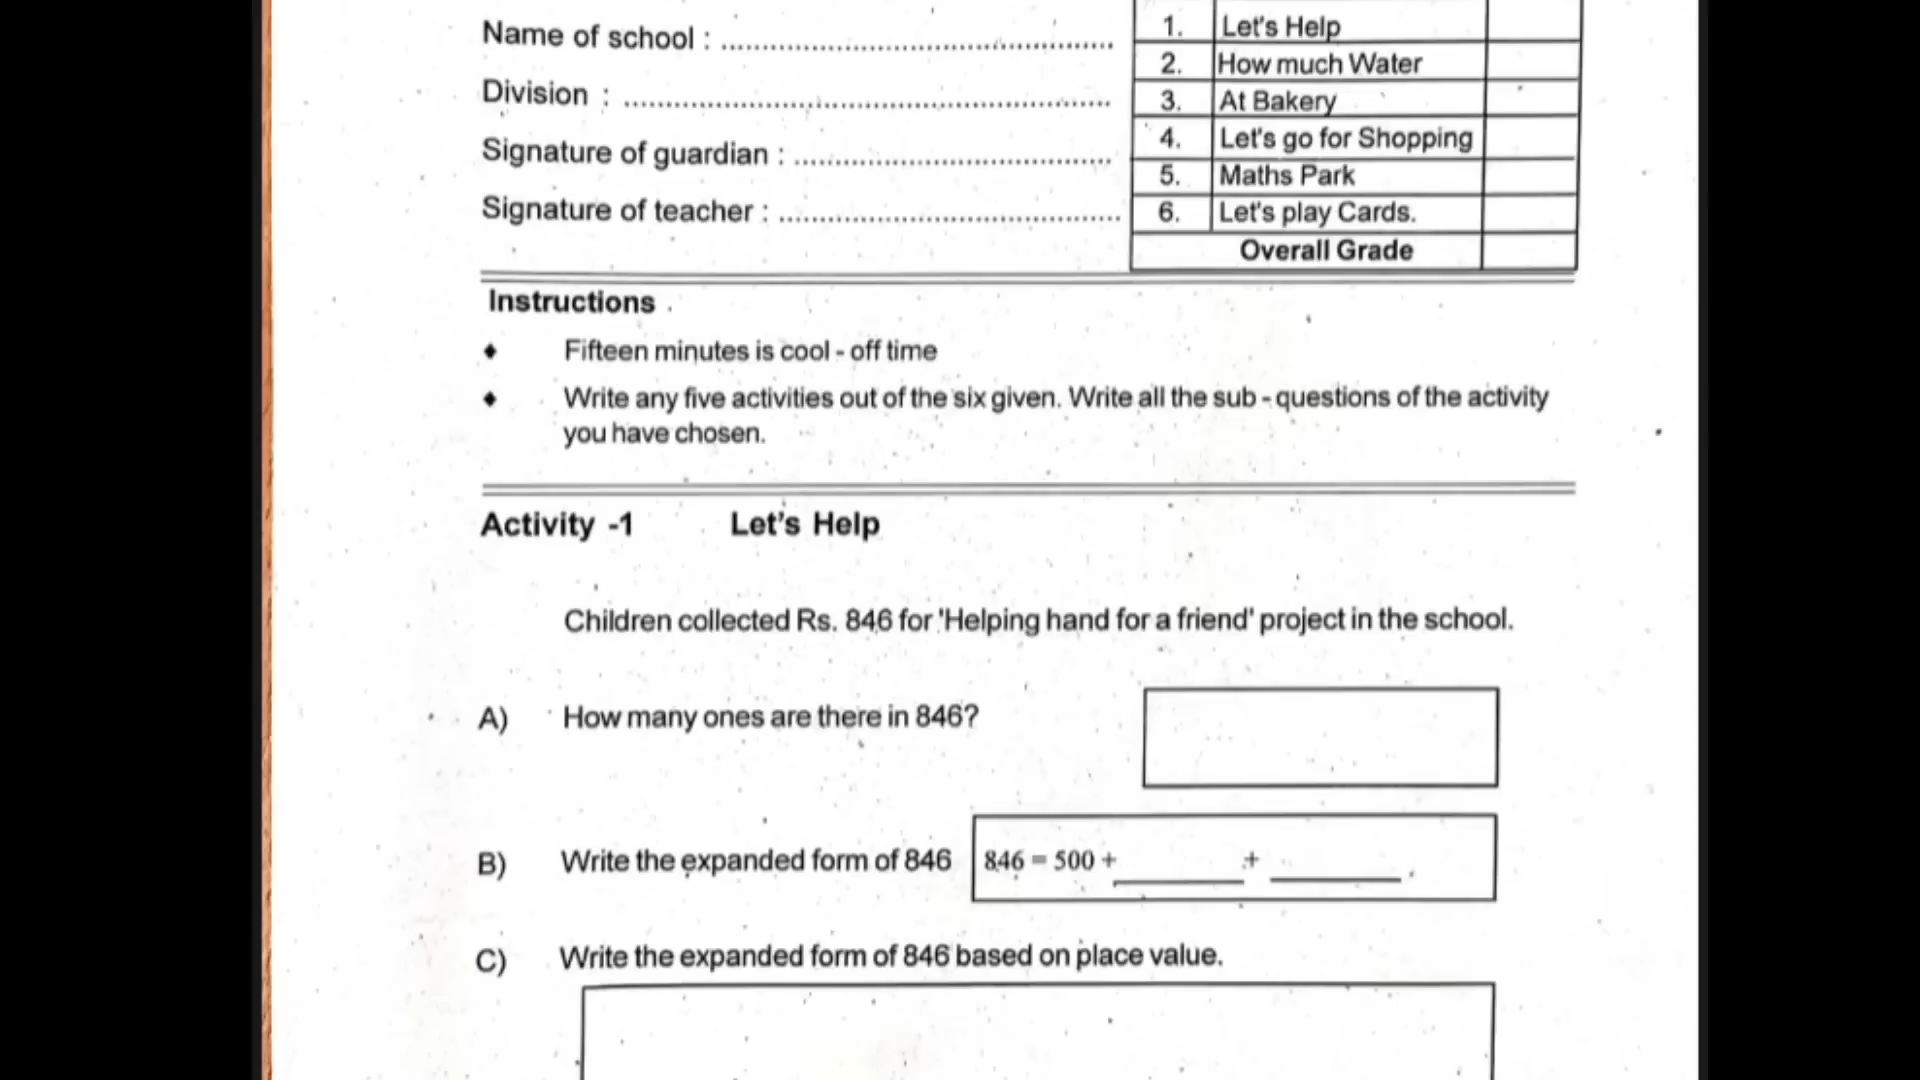 Name of school : ................................................
1. Let's Help
2. How much Water
Division : ............................................................
3. At Bakery
4. Let's go for Shopping
Signature of guardian : .......................................
5. Maths Park
Signature of teacher : ..........................................
6. Let's play Cards.
Overall Grade
Instructions
♦ Fifteen minutes is cool - off time
♦ Write any five activities out of the six given. Write all the sub - questions of the activity
you have chosen.
Activity -1 Let's Help
Children collected Rs. 846 for 'Helping hand for a friend' project in the school.
A) How many ones are there in 846?
B) Write the expanded form of 846 846 = 500 + ________ + ________ .
C) Write the expanded form of 846 based on place value.